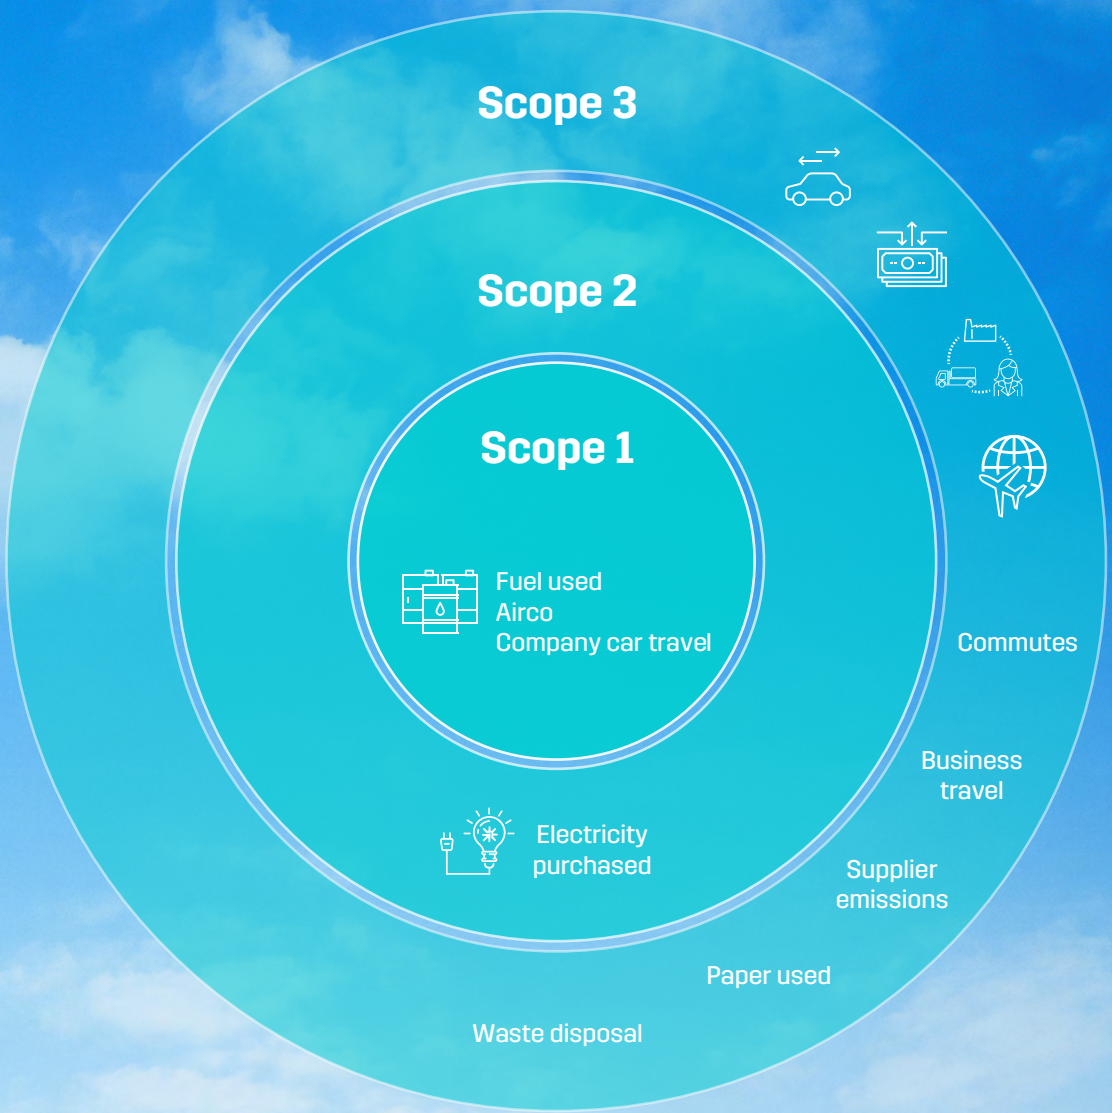 Scope 3
Scope 2
Scope 1
Fuel used
Airco
Company car travel
Commutes
Business
travel
Electricity
purchased
Supplier
emissions
Paper used
Waste disposal